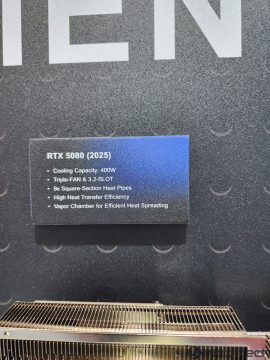 IEN
RTX 5080 (2025)
• Cooling Capacity: 400W
• Triple-FAN & 3.2-SLOT
• 9x Square-Section Heat Pipes
• High Heat Transfer Efficiency
• Vapor Chamber for Efficient Heat Spreading